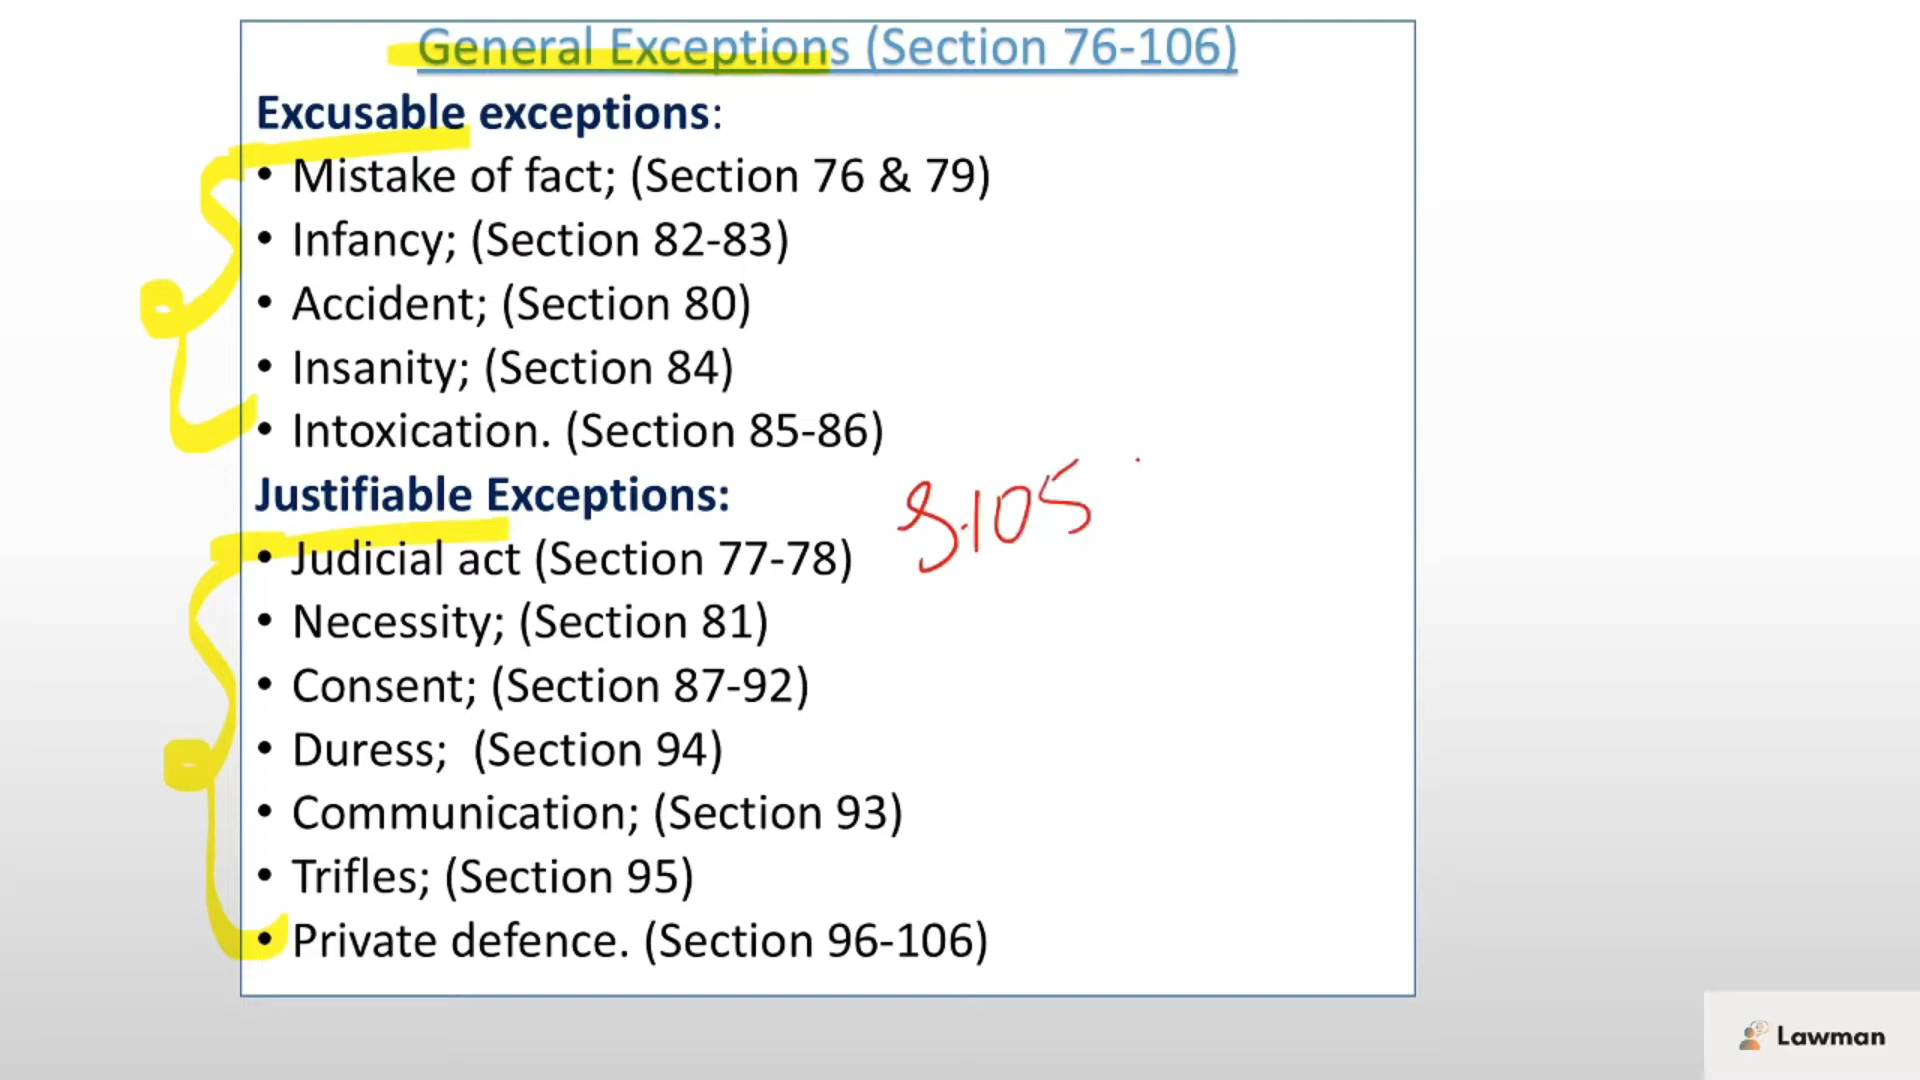 General Exceptions (Section 76-106)
Excusable exceptions:
• Mistake of fact; (Section 76 & 79)
• Infancy; (Section 82-83)
• Accident; (Section 80)
• Insanity; (Section 84)
• Intoxication. (Section 85-86)
Justifiable Exceptions:
S.105
• Judicial act (Section 77-78)
• Necessity; (Section 81)
• Consent; (Section 87-92)
• Duress;  (Section 94)
• Communication; (Section 93)
• Trifles; (Section 95)
• Private defence. (Section 96-106)
Lawman